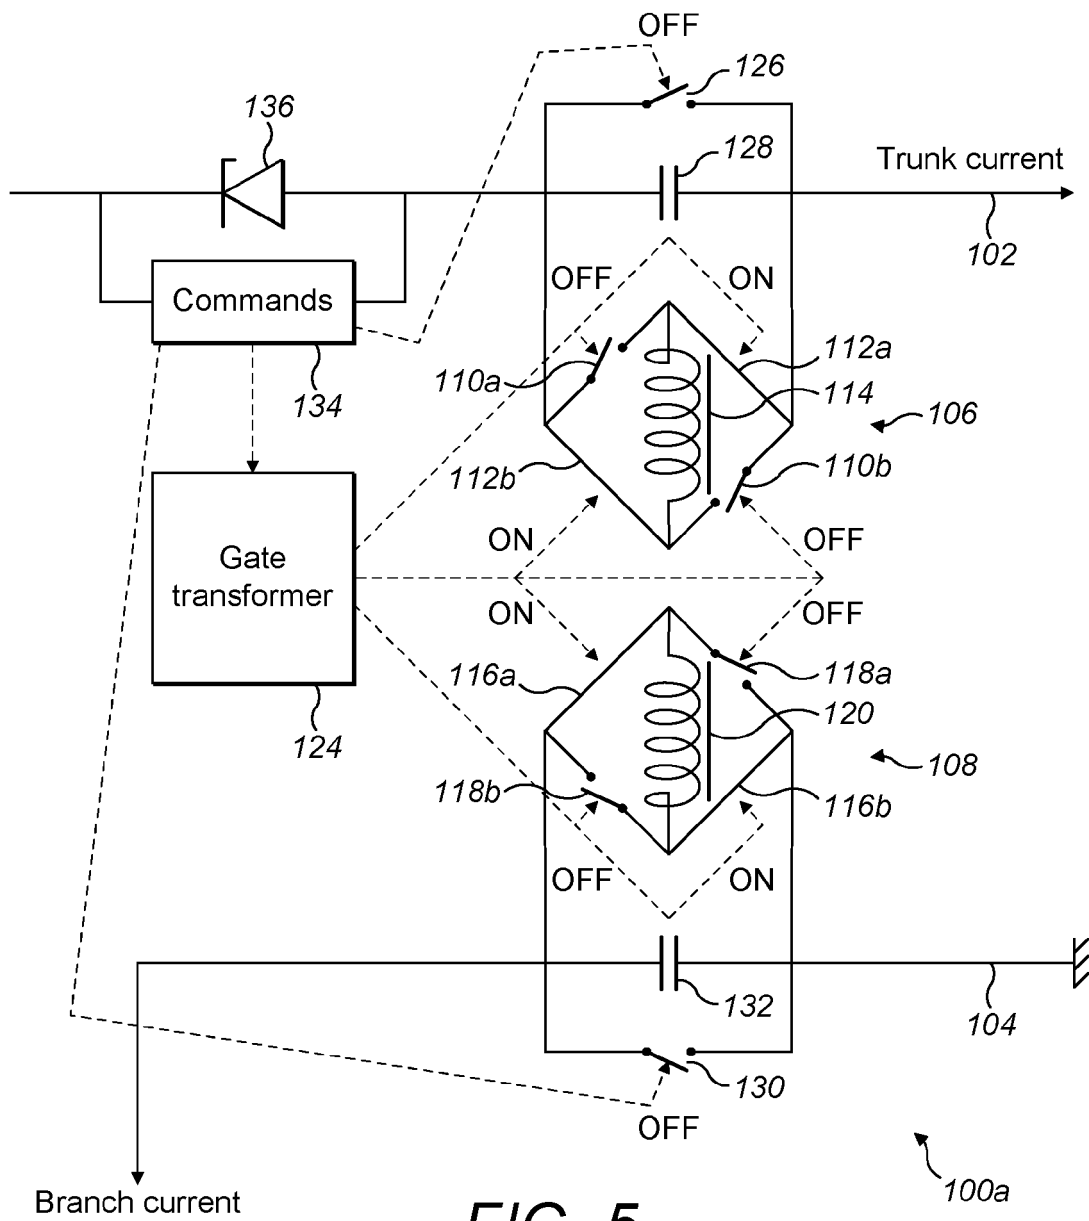 OFF
126
136
128
Trunk current
102
OFF
ON
Commands
112a
110a
114
134
106
112b
110b
ON
OFF
Gate
transformer
ON
OFF
116a
118a
120
124
108
118b
116b
OFF
ON
132
104
130
OFF
100a
Branch current
FIG. 5